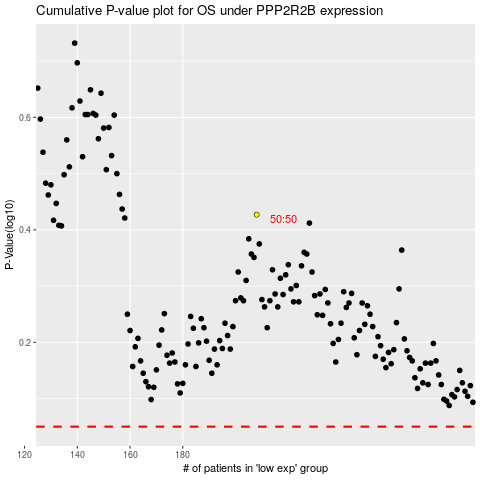 Cumulative P-value plot for OS under PPP2R2B expression
P-Value(log10)
0.6
0.4
0.2
50:50
120 140 160 180
# of patients in 'low exp' group